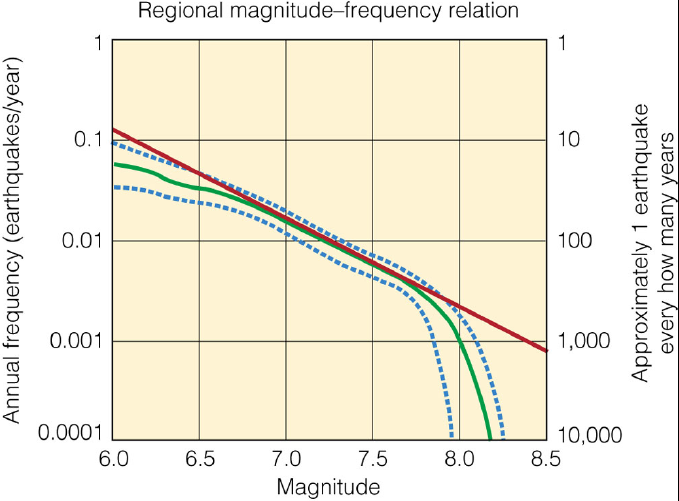 Regional magnitude–frequency relation
Annual frequency (earthquakes/year)
1
0.1
0.01
0.001
0.0001
1
10
100
1,000
10,000
Approximately 1 earthquake
every how many years
6.0 6.5 7.0 7.5 8.0 8.5
Magnitude